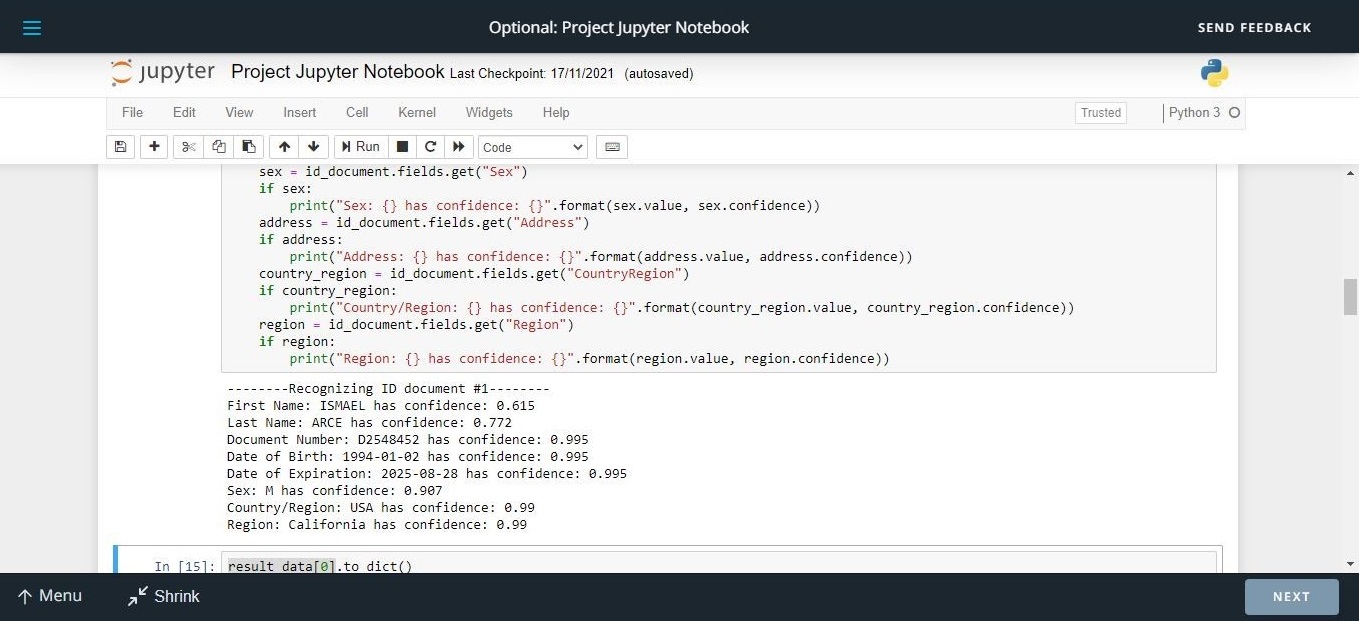 Optional: Project Jupyter Notebook
SEND FEEDBACK
jupyter Project Jupyter Notebook Last Checkpoint: 17/11/2021 (autosaved)
File Edit View Insert Cell Kernel Widgets Help Trusted Python 3
Run Code
sex = id_document.fields.get("Sex")
if sex:
print("Sex: {} has confidence: {}".format(sex.value, sex.confidence))
address = id_document.fields.get("Address")
if address:
print("Address: {} has confidence: {}".format(address.value, address.confidence))
country_region = id_document.fields.get("CountryRegion")
if country_region:
print("Country/Region: {} has confidence: {}".format(country_region.value, country_region.confidence))
region = id_document.fields.get("Region")
if region:
print("Region: {} has confidence: {}".format(region.value, region.confidence))
--------Recognizing ID document #1--------
First Name: ISMAEL has confidence: 0.615
Last Name: ARCE has confidence: 0.772
Document Number: D2548452 has confidence: 0.995
Date of Birth: 1994-01-02 has confidence: 0.995
Date of Expiration: 2025-08-28 has confidence: 0.995
Sex: M has confidence: 0.907
Country/Region: USA has confidence: 0.99
Region: California has confidence: 0.99
In [15]: result_data[0].to_dict()
Menu Shrink NEXT